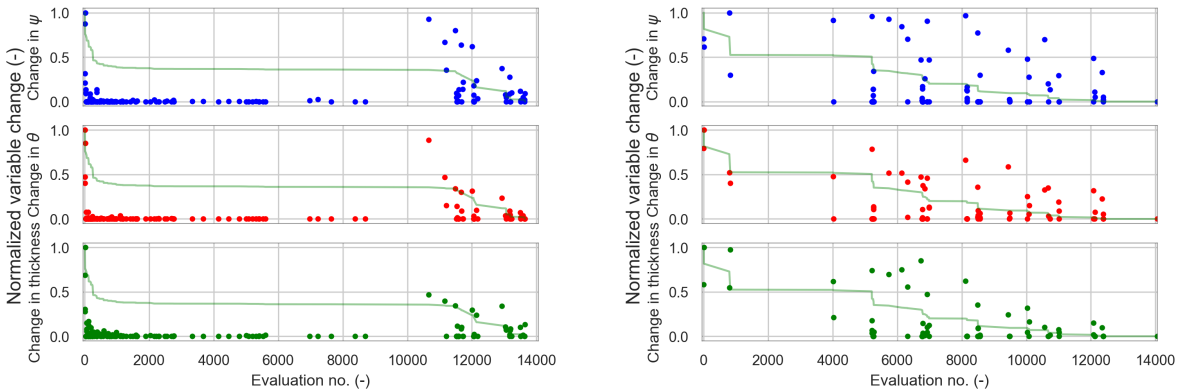 Normalized variable change (-)
Change in ψ
1.0
0.5
0.0
Change in θ
1.0
0.5
0.0
Change in thickness
1.0
0.5
0.0
0 2000 4000 6000 8000 10000 12000 14000
Evaluation no. (-)
Normalized variable change (-)
Change in ψ
1.0
0.5
0.0
Change in θ
1.0
0.5
0.0
Change in thickness
1.0
0.5
0.0
0 2000 4000 6000 8000 10000 12000 14000
Evaluation no. (-)